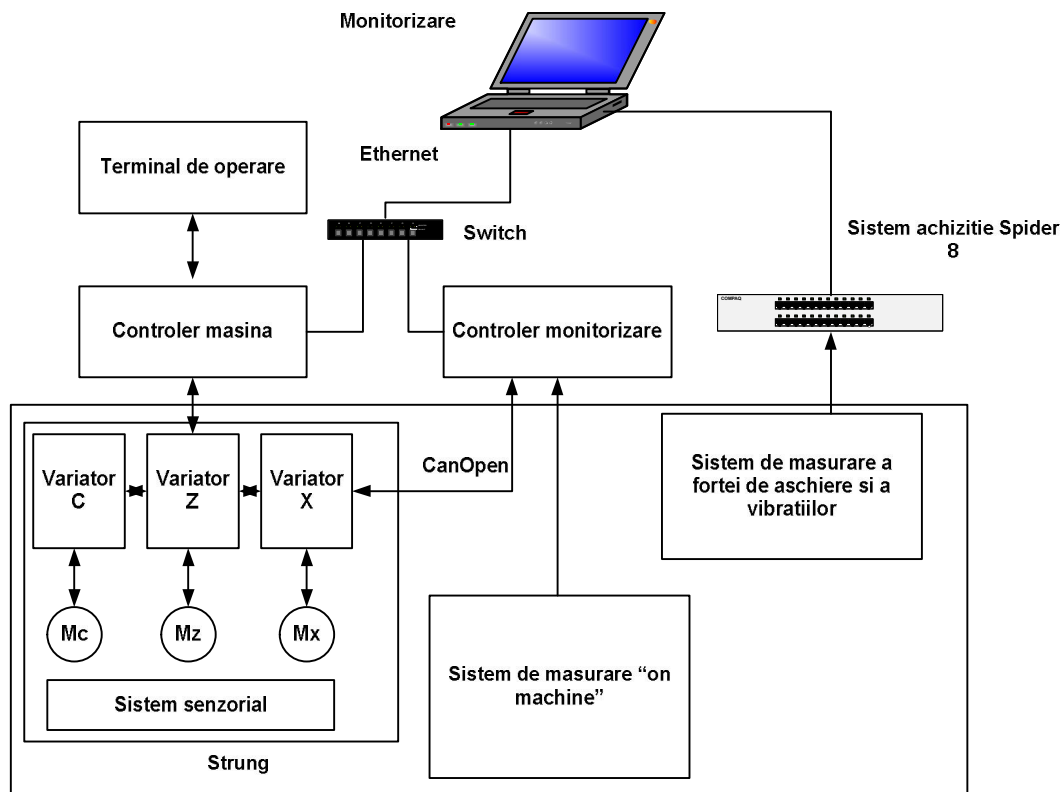 Monitorizare
Terminal de operare
Ethernet
Switch
Sistem achizitie Spider
8
COMPAQ
Controler masina
Controler monitorizare
Variator
C
Variator
Z
Variator
X
CanOpen
Sistem de masurare a
fortei de aschiere si a
vibratiilor
Mc
Mz
Mx
Sistem de masurare “on
machine”
Sistem senzorial
Strung